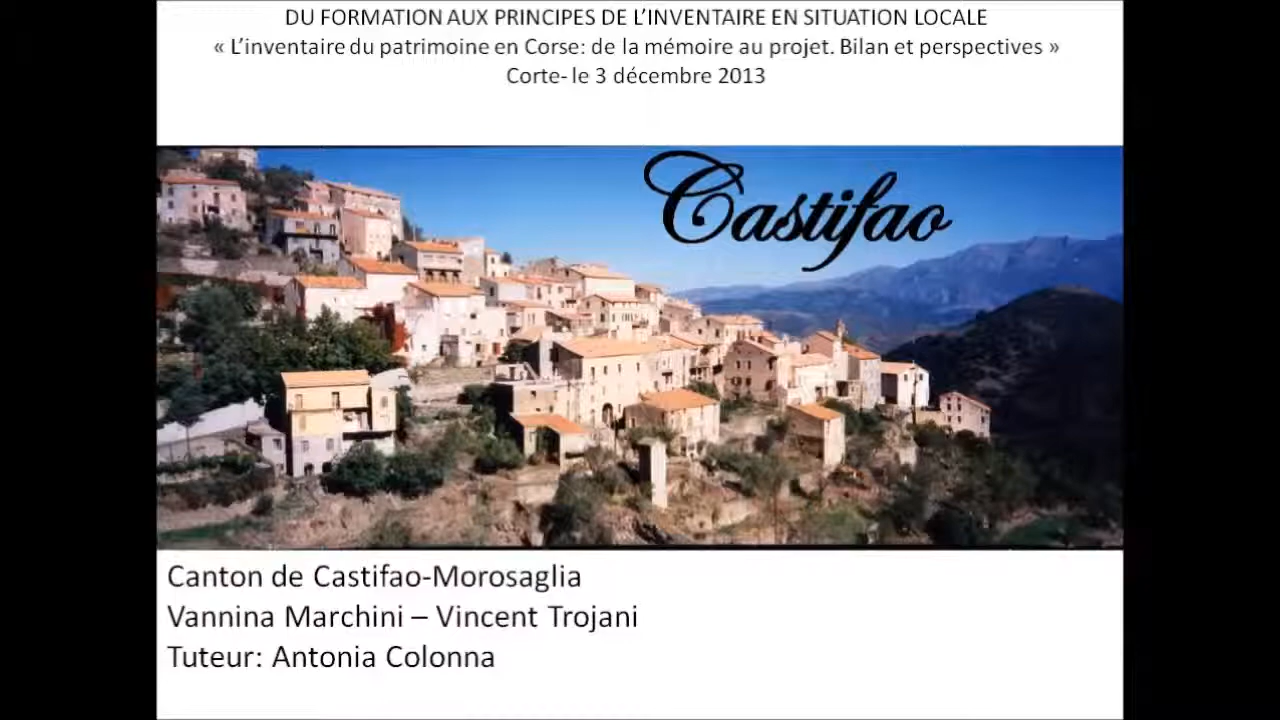 DU FORMATION AUX PRINCIPES DE L’INVENTAIRE EN SITUATION LOCALE
« L’inventaire du patrimoine en Corse: de la mémoire au projet. Bilan et perspectives »
Corte- le 3 décembre 2013
Castifao
Canton de Castifao-Morosaglia
Vannina Marchini – Vincent Trojani
Tuteur: Antonia Colonna